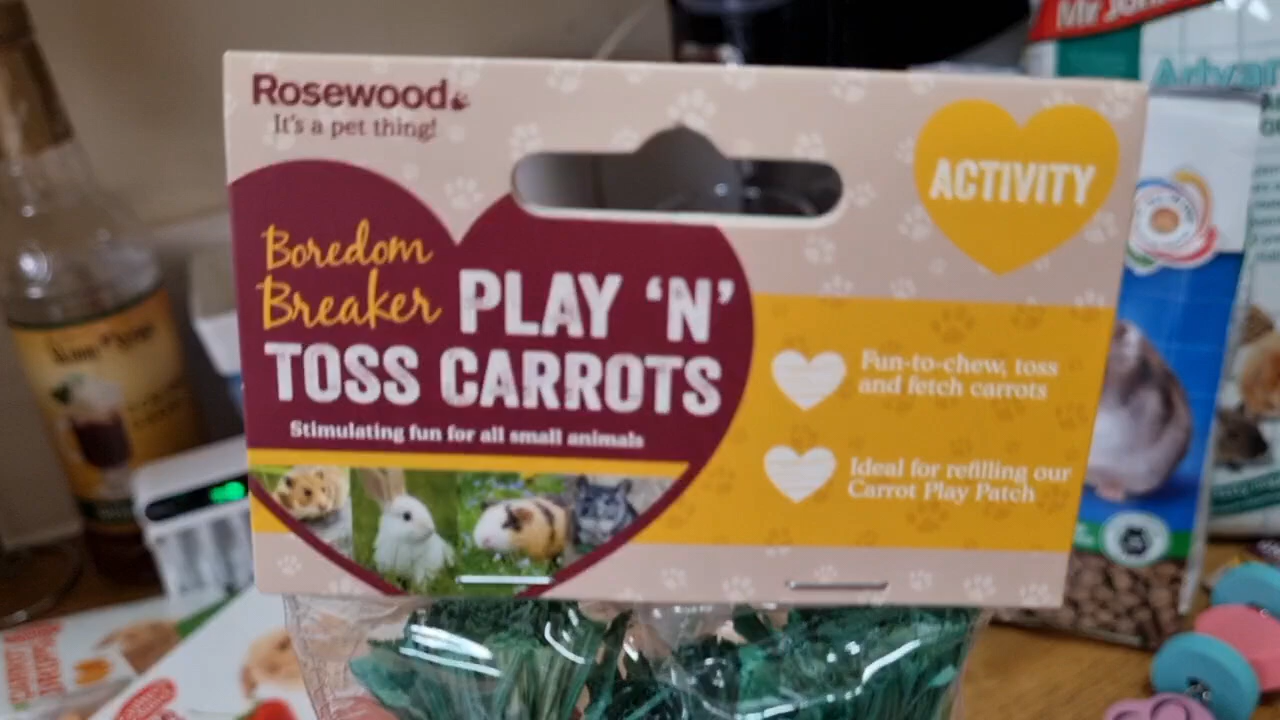 Rosewood
It's a pet thing!
ACTIVITY
Boredom
Breaker PLAY 'N'
TOSS CARROTS
Stimulating fun for all small animals
Fun-to-chew, toss
and fetch carrots
Ideal for refilling our
Carrot Play Patch
Mr